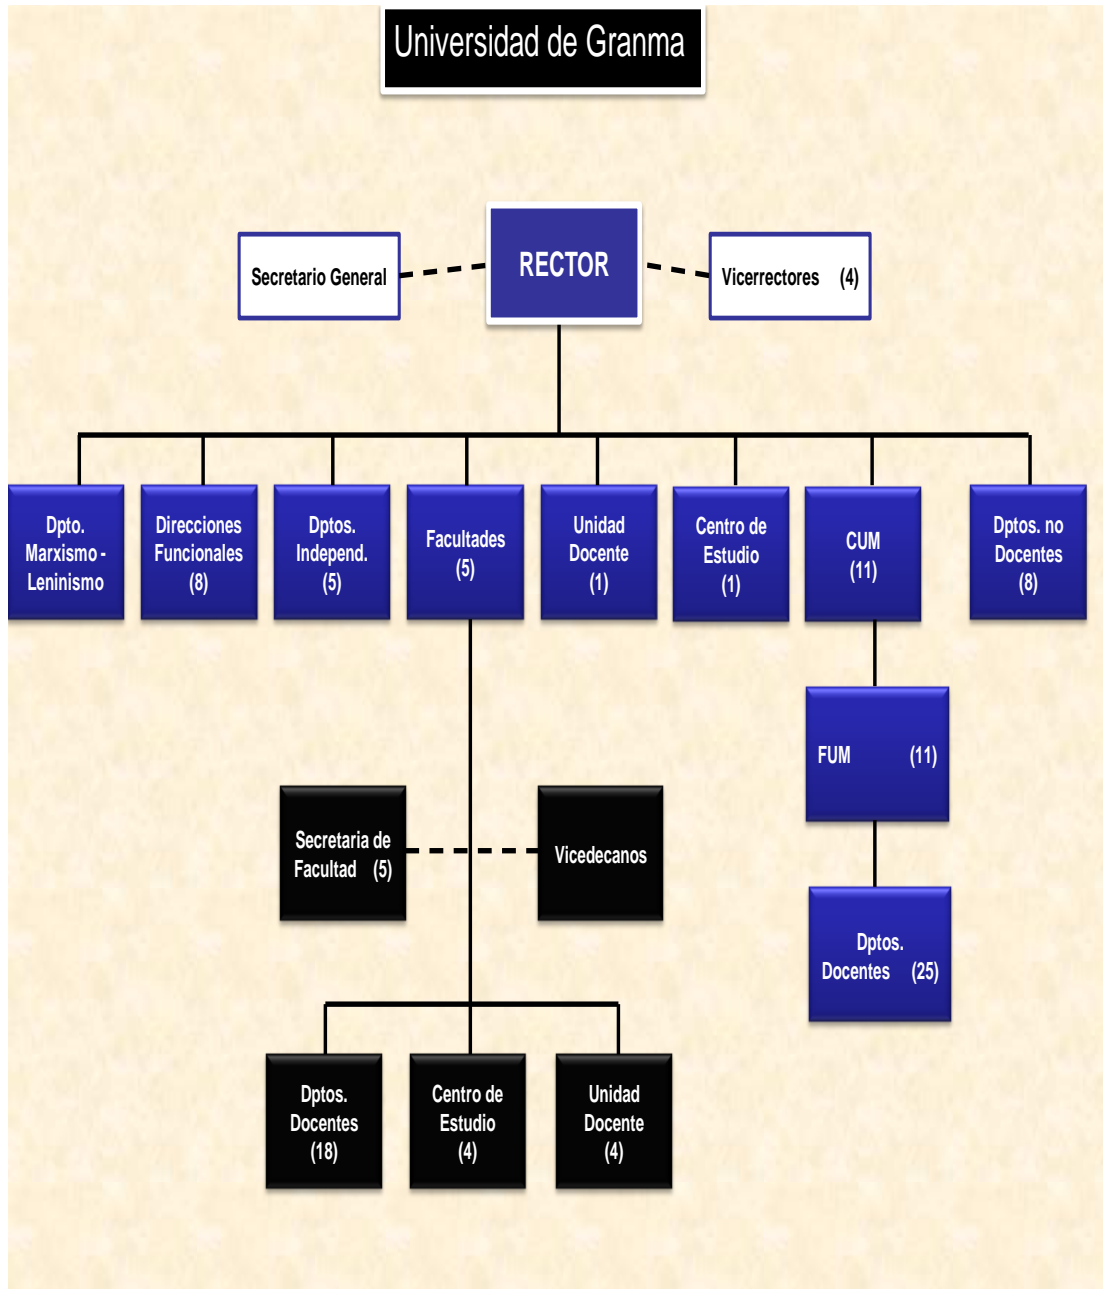 Universidad de Granma
Secretario General
RECTOR
Vicerrectores (4)
Dpto.
Marxismo -
Leninismo
Direcciones
Funcionales
(8)
Dptos.
Independ.
(5)
Facultades
(5)
Unidad
Docente
(1)
Centro de
Estudio
(1)
CUM
(11)
Dptos. no
Docentes
(8)
FUM (11)
Secretaria de
Facultad (5)
Vicedecanos
Dptos.
Docentes (25)
Dptos.
Docentes
(18)
Centro de
Estudio
(4)
Unidad
Docente
(4)